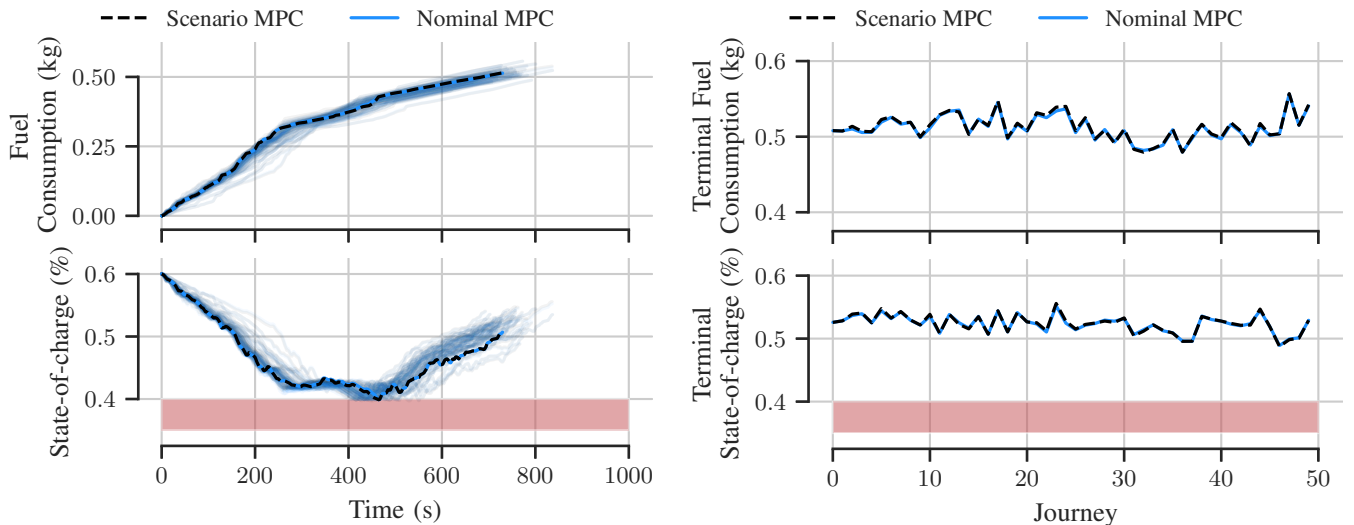 Scenario MPC
Nominal MPC
Fuel
Consumption (kg)
0.50
0.25
0.00
State-of-charge (%)
0.6
0.5
0.4
0
200
400
600
800
1000
Time (s)
Scenario MPC
Nominal MPC
Terminal Fuel
Consumption (kg)
0.6
0.5
0.4
Terminal
State-of-charge (%)
0.6
0.5
0.4
0
10
20
30
40
50
Journey